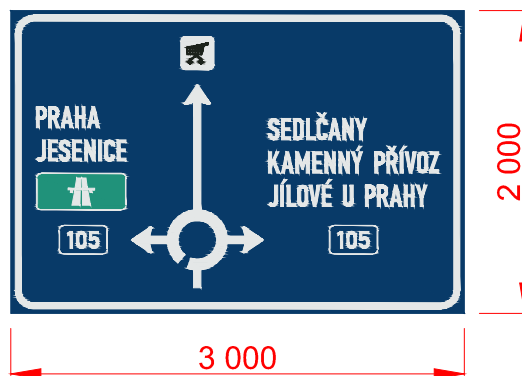 PRAHA
JESENICE
105
SEDLČANY
KAMENNÝ PŘÍVOZ
JÍLOVÉ U PRAHY
105
2 000
3 000